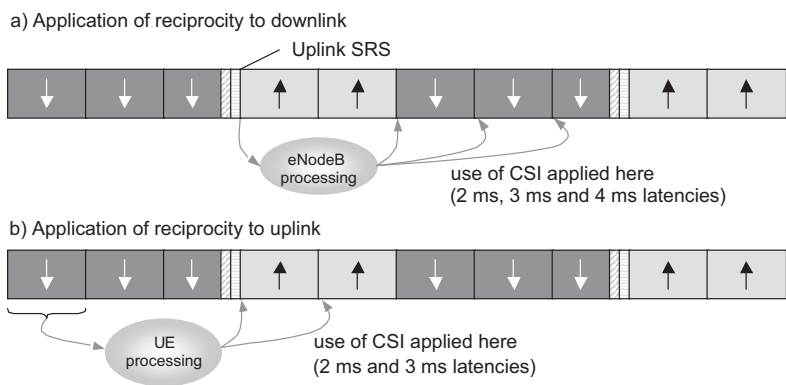 a) Application of reciprocity to downlink
Uplink SRS
eNodeB
processing
use of CSI applied here
(2 ms, 3 ms and 4 ms latencies)
b) Application of reciprocity to uplink
UE
processing
use of CSI applied here
(2 ms and 3 ms latencies)